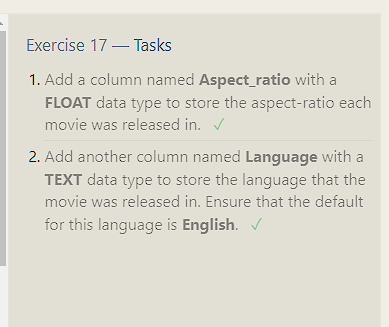 Exercise 17 — Tasks
1. Add a column named Aspect_ratio with a
FLOAT data type to store the aspect-ratio each
movie was released in. ✓
2. Add another column named Language with a
TEXT data type to store the language that the
movie was released in. Ensure that the default
for this language is English. ✓